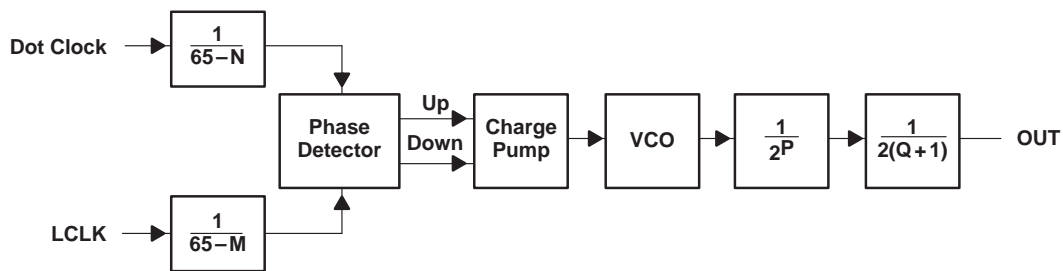 Dot Clock
1
65–N
Phase
Detector
Up
Down
Charge
Pump
VCO
1
2P
1
2(Q+1)
OUT
LCLK
1
65–M